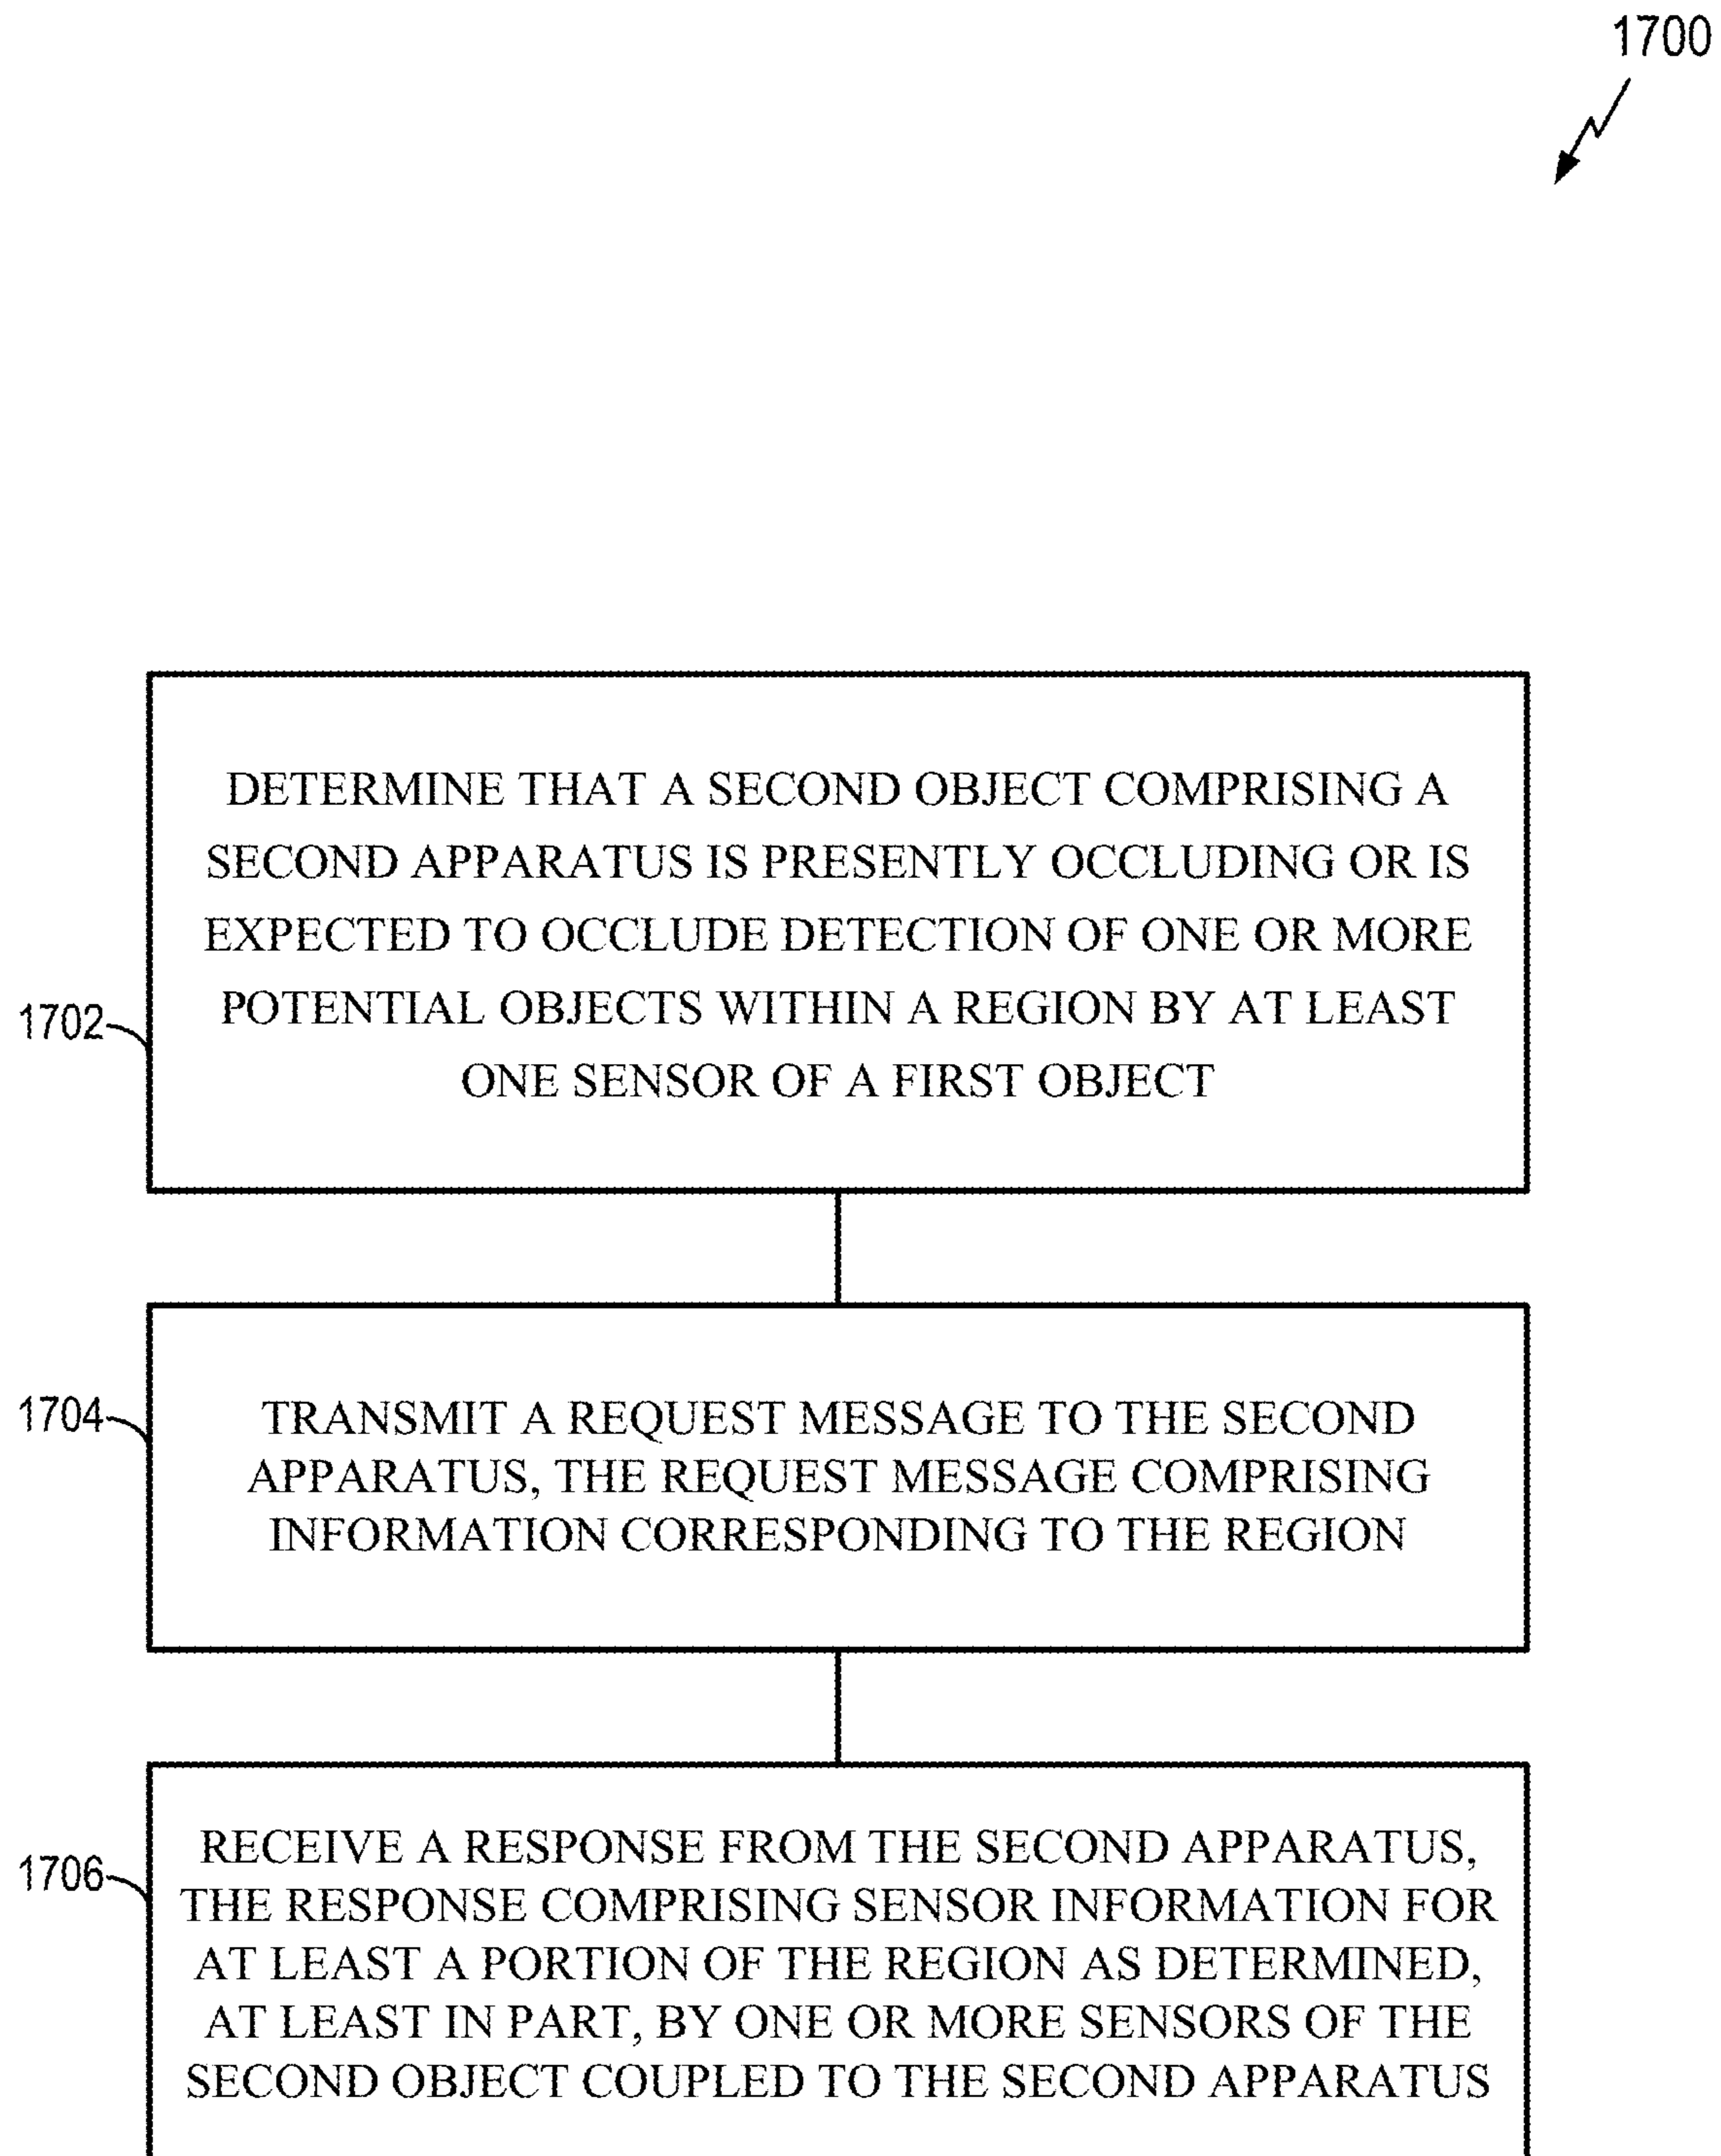 1700
DETERMINE THAT A SECOND OBJECT COMPRISING A
SECOND APPARATUS IS PRESENTLY OCCLUDING OR IS
EXPECTED TO OCCLUDE DETECTION OF ONE OR MORE
POTENTIAL OBJECTS WITHIN A REGION BY AT LEAST
ONE SENSOR OF A FIRST OBJECT
1702
TRANSMIT A REQUEST MESSAGE TO THE SECOND
APPARATUS, THE REQUEST MESSAGE COMPRISING
INFORMATION CORRESPONDING TO THE REGION
1704
RECEIVE A RESPONSE FROM THE SECOND APPARATUS,
THE RESPONSE COMPRISING SENSOR INFORMATION FOR
AT LEAST A PORTION OF THE REGION AS DETERMINED,
AT LEAST IN PART, BY ONE OR MORE SENSORS OF THE
SECOND OBJECT COUPLED TO THE SECOND APPARATUS
1706